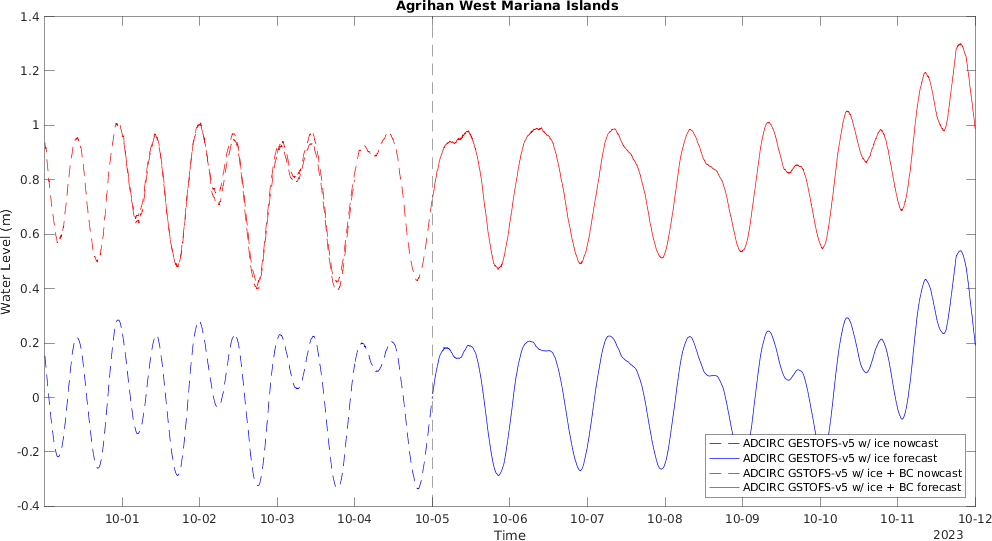 Agrihan West Mariana Islands
1.4
1.2
1
0.8
0.6
0.4
0.2
0
-0.2
-0.4
Water Level (m)
10-01 10-02 10-03 10-04 10-05 10-06 10-07 10-08 10-09 10-10 10-11 10-12
Time
2023
ADCIRC GESTOFS-v5 w/ ice nowcast
ADCIRC GESTOFS-v5 w/ ice forecast
ADCIRC GSTOFS-v5 w/ ice + BC nowcast
ADCIRC GSTOFS-v5 w/ ice + BC forecast